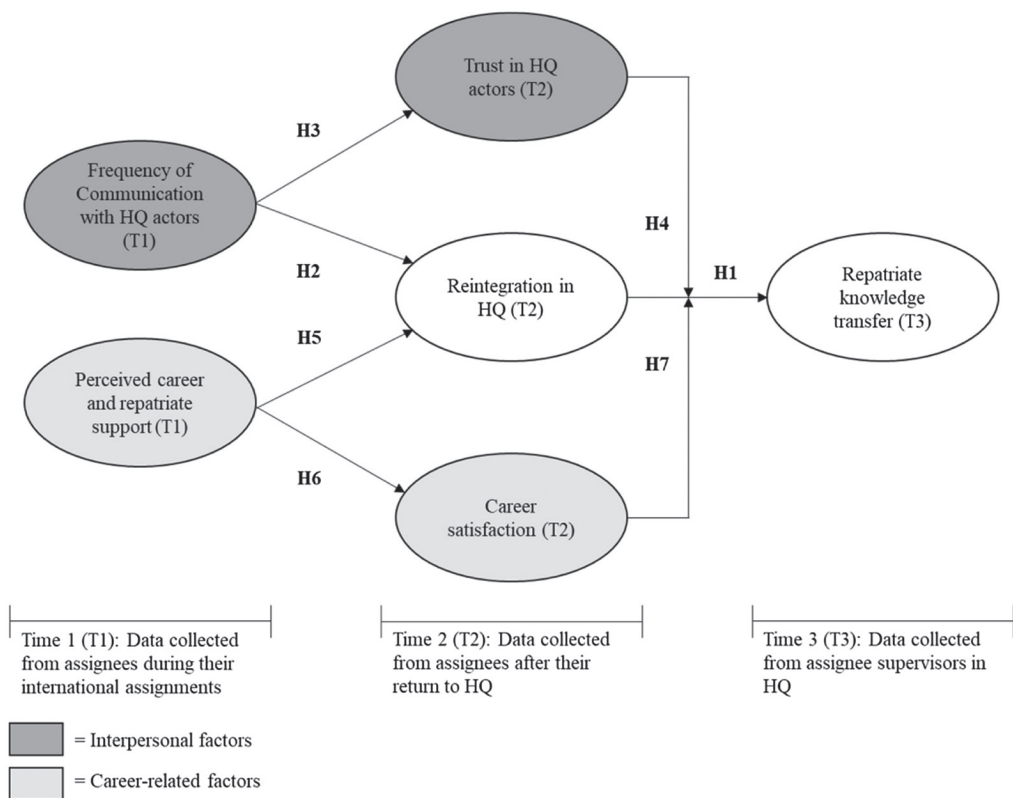 Trust in HQ
actors (T2)
H3
Frequency of
Communication
with HQ actors
(T1)
H4
H2
H1
Reintegration in
HQ (T2)
Repatriate
knowledge
transfer (T3)
H5
H7
Perceived career
and repatriate
support (T1)
H6
Career
satisfaction (T2)
Time 1 (T1): Data collected
from assignees during their
international assignments
Time 2 (T2): Data collected
from assignees after their
return to HQ
Time 3 (T3): Data collected
from assignee supervisors in
HQ
= Interpersonal factors
= Career-related factors